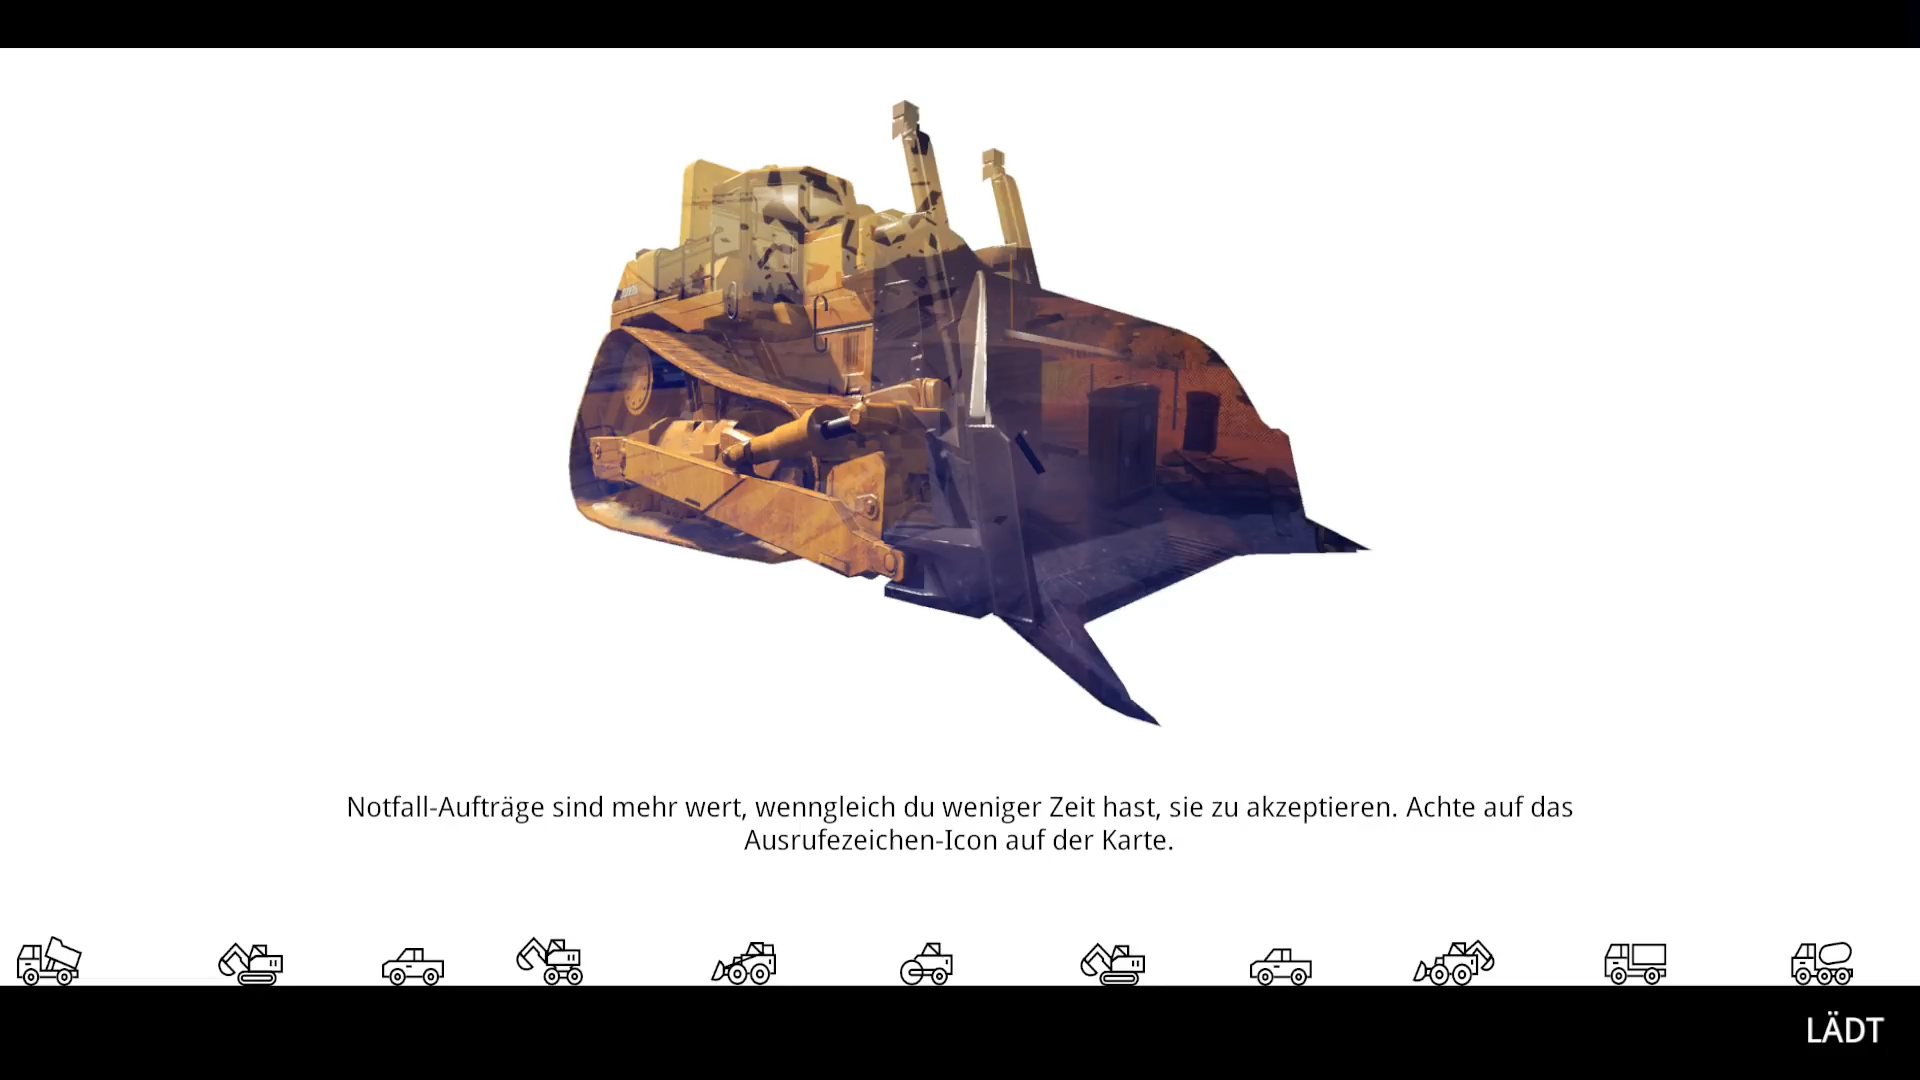 Notfall-Aufträge sind mehr wert, wenngleich du weniger Zeit hast, sie zu akzeptieren. Achte auf das
Ausrufezeichen-Icon auf der Karte.
LÄDT